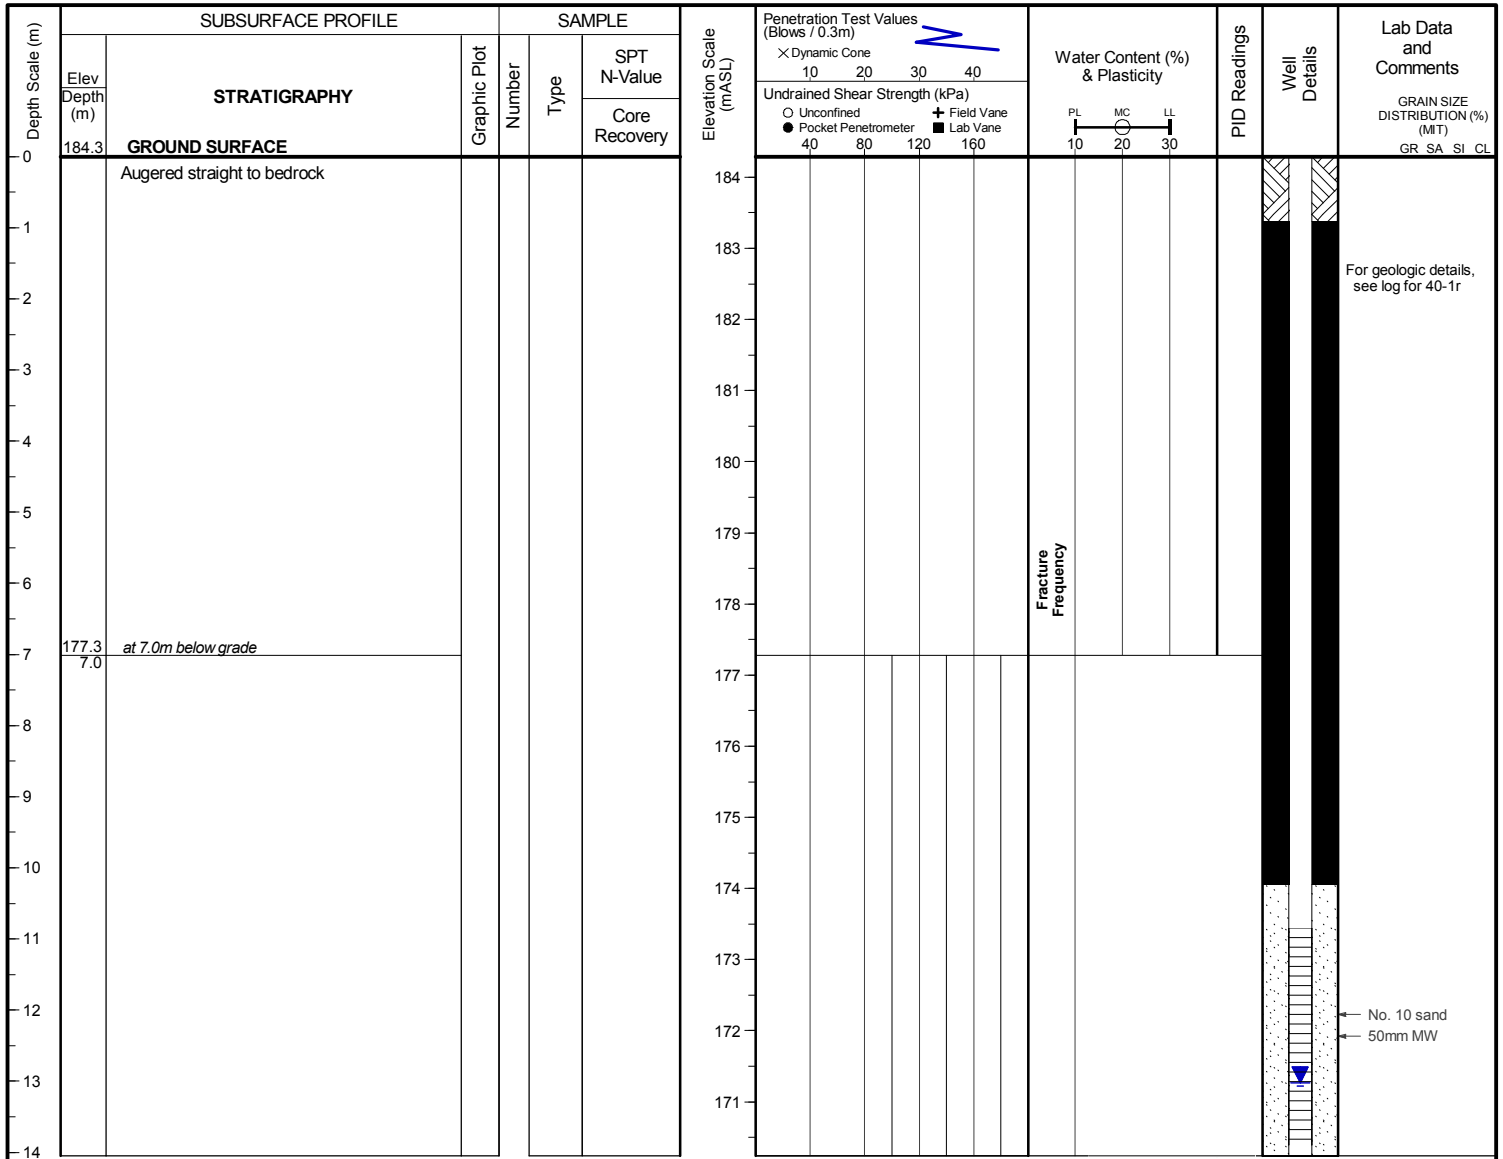 Depth Scale (m)
SUBSURFACE PROFILE
Elev
Depth
(m)
STRATIGRAPHY
184.3 GROUND SURFACE
Graphic Plot
SAMPLE
Number
Type
SPT
N-Value
Core
Recovery
Elevation Scale
(mASL)
Penetration Test Values
(Blows / 0.3m)
Dynamic Cone
10 20 30 40
Undrained Shear Strength (kPa)
Unconfined Field Vane
Pocket Penetrometer Lab Vane
40 80 120 160
Water Content (%)
& Plasticity
PL MC LL
10 20 30
PID Readings
Well
Details
Lab Data
and
Comments
GRAIN SIZE
DISTRIBUTION (%)
(MIT)
GR SA SI CL
0
Augered straight to bedrock
184
1
183
For geologic details,
see log for 40-1r
2
182
3
181
4
180
5
179
Fracture
Frequency
6
178
177.3 at 7.0m below grade
7
7.0
177
8
176
9
175
10
174
11
173
12
No. 10 sand
172
50mm MW
13
171
14